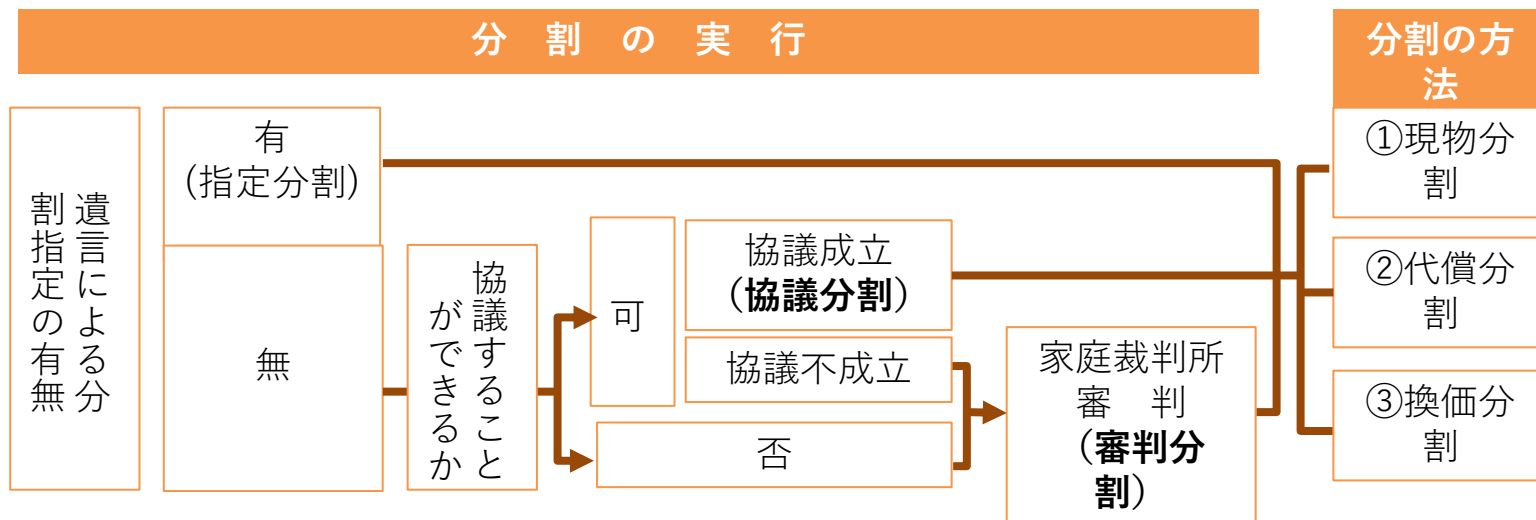 分 割 の 実 行
分割の方
法
遺言による分
割指定の有無
有
(指定分割)
無
協議すること
ができるか
可
協議成立
(協議分割)
協議不成立
否
家庭裁判所
審 判
(審判分
割)
①現物分
割
②代償分
割
③換価分
割